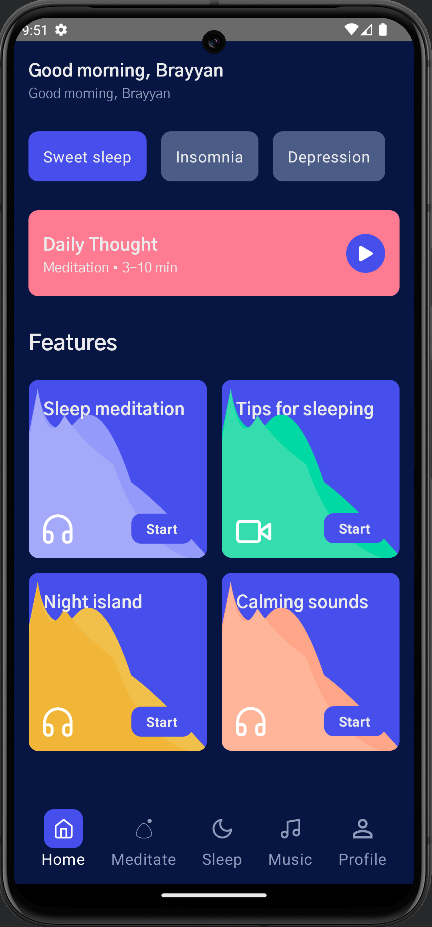 9:51
Good morning, Brayyan
Good morning, Brayyan
Sweet sleep Insomnia Depression
Daily Thought
Meditation • 3-10 min
Features
Sleep meditation Tips for sleeping
Start Start
Night island Calming sounds
Start Start
Home Meditate Sleep Music Profile